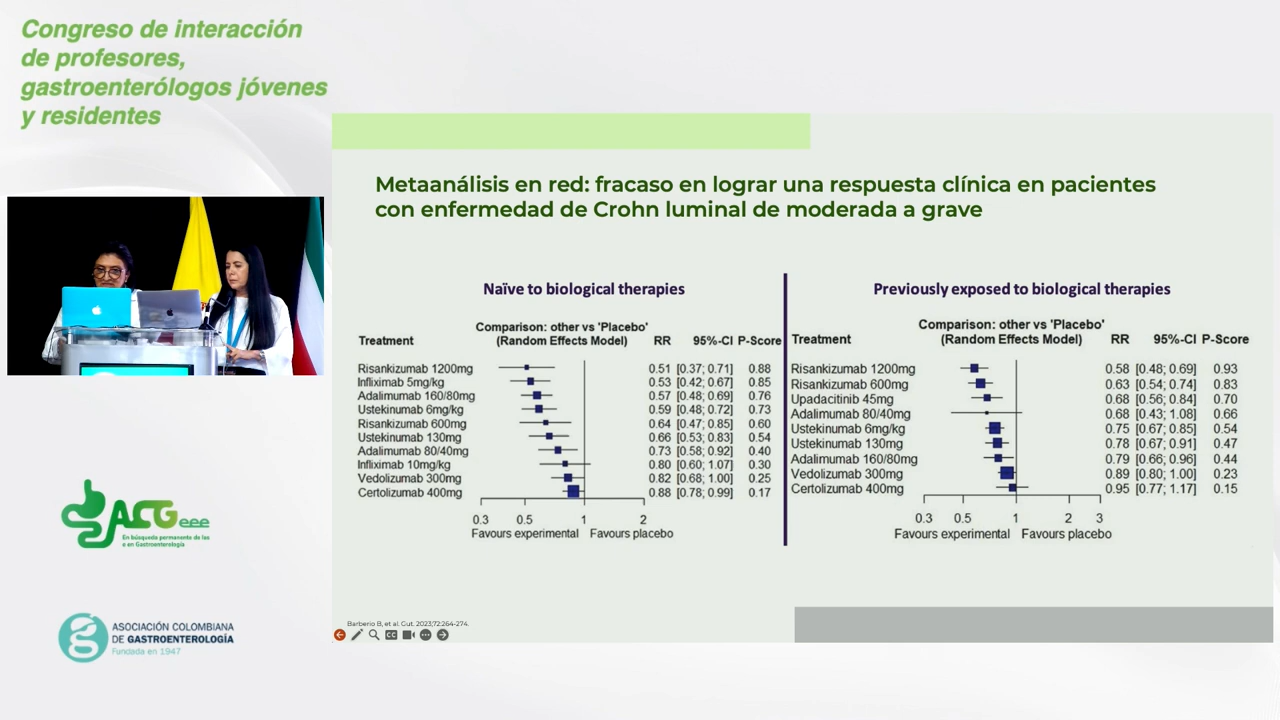 Congreso de interacción
de profesores,
gastroenterólogos jóvenes
y residentes
Metaanálisis en red: fracaso en lograr una respuesta clínica en pacientes
con enfermedad de Crohn luminal de moderada a grave
Naïve to biological therapies
Comparison: other vs 'Placebo'
Treatment (Random Effects Model) RR 95%-CI P-Score
Risankizumab 1200mg 0.51 [0.37; 0.71] 0.88
Infliximab 5mg/kg 0.53 [0.42; 0.67] 0.85
Adalimumab 160/80mg 0.57 [0.48; 0.69] 0.76
Ustekinumab 6mg/kg 0.59 [0.48; 0.72] 0.73
Risankizumab 600mg 0.64 [0.47; 0.85] 0.60
Ustekinumab 130mg 0.66 [0.53; 0.83] 0.54
Adalimumab 80/40mg 0.73 [0.58; 0.92] 0.40
Infliximab 10mg/kg 0.80 [0.60; 1.07] 0.30
Vedolizumab 300mg 0.82 [0.68; 1.00] 0.25
Certolizumab 400mg 0.88 [0.78; 0.99] 0.17
0.3 0.5 1 2
Favours experimental Favours placebo
Previously exposed to biological therapies
Comparison: other vs 'Placebo'
Treatment (Random Effects Model) RR 95%-CI P-Score
Risankizumab 1200mg 0.58 [0.48; 0.69] 0.93
Risankizumab 600mg 0.63 [0.54; 0.74] 0.83
Upadacitinib 45mg 0.68 [0.56; 0.84] 0.70
Adalimumab 80/40mg 0.68 [0.43; 1.08] 0.66
Ustekinumab 6mg/kg 0.75 [0.67; 0.85] 0.54
Ustekinumab 130mg 0.78 [0.67; 0.91] 0.47
Adalimumab 160/80mg 0.79 [0.66; 0.96] 0.44
Vedolizumab 300mg 0.89 [0.80; 1.00] 0.23
Certolizumab 400mg 0.95 [0.77; 1.17] 0.15
0.3 0.5 1 2 3
Favours experimental Favours placebo
Barberio B, et al. Gut. 2023;72:264-274.
CC
ACGeee
En búsqueda permanente de las
e en Gastroenterología
ASOCIACIÓN COLOMBIANA
DE GASTROENTEROLOGÍA
Fundada en 1947